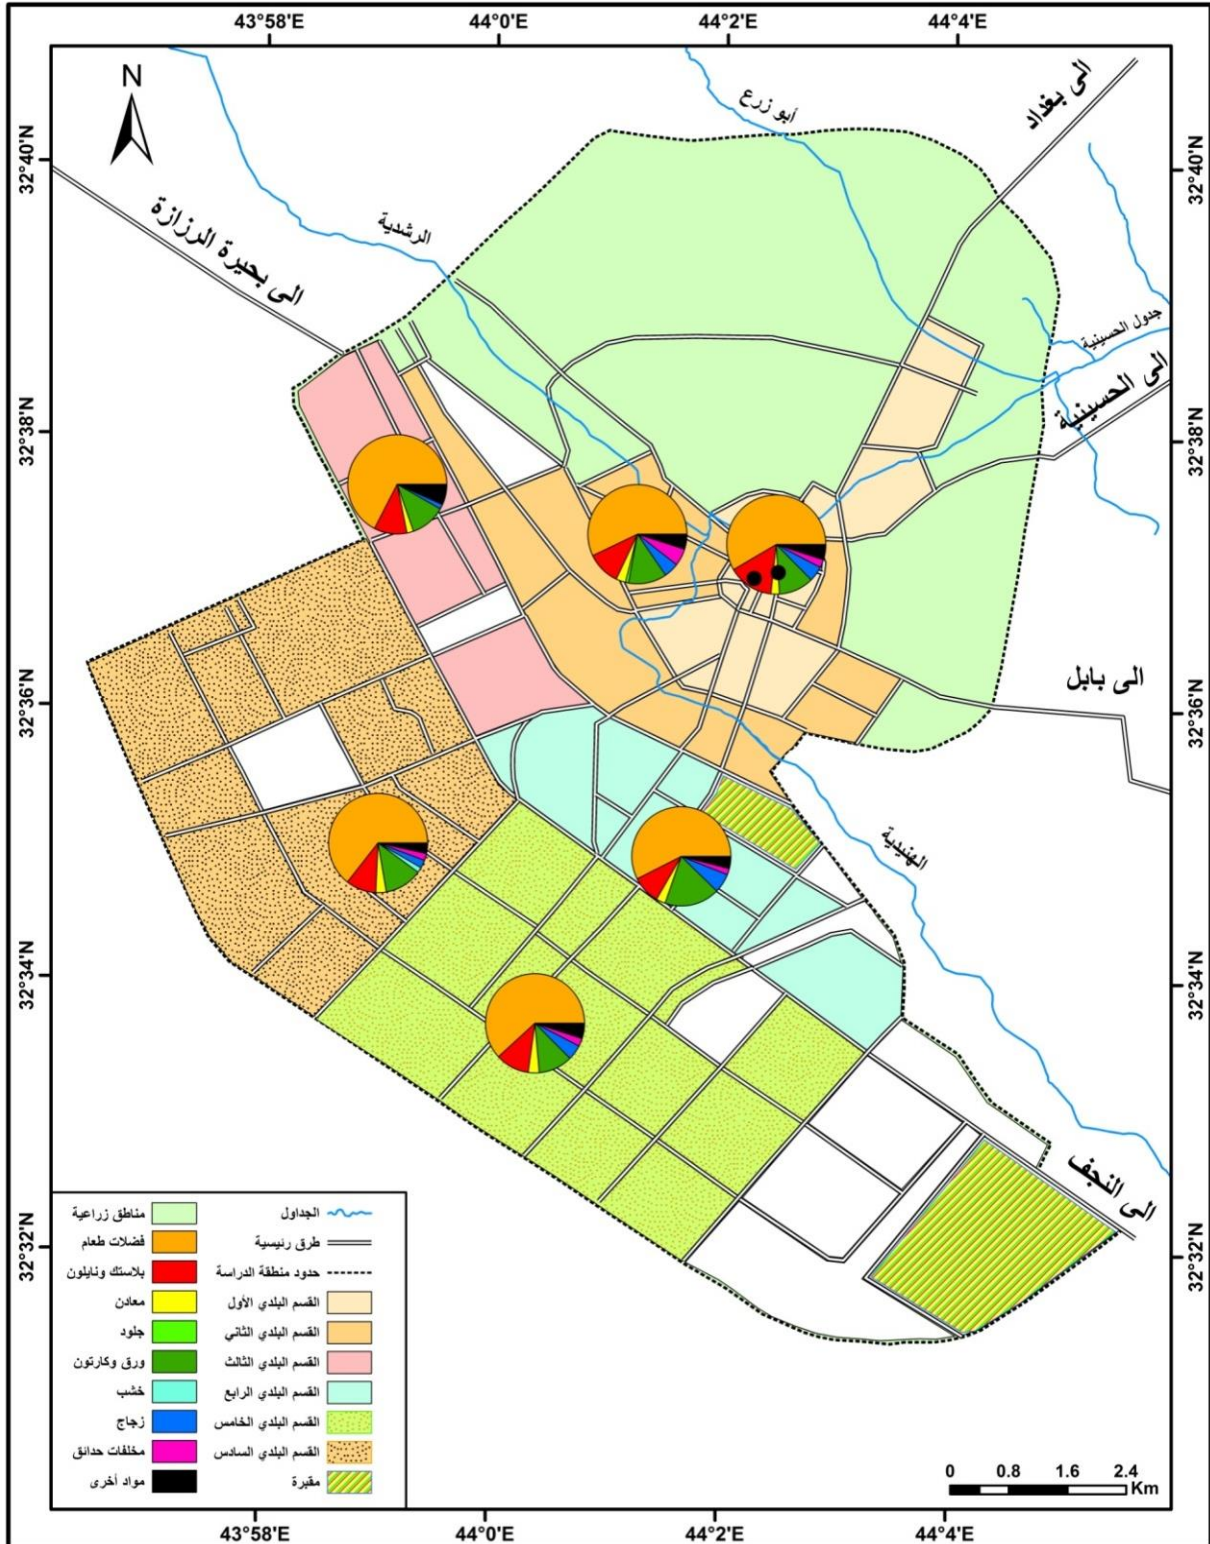 43°58'E
44°0'E
44°2'E
44°4'E
N
الى بغداد
أبو زرع
32°40'N
32°40'N
الى بحيرة الرزازة
الرشدية
جدول الحسينية
الى الحسينية
32°38'N
32°38'N
الى بابل
32°36'N
32°36'N
الهنيدية
32°34'N
32°34'N
الى النجف
32°32'N
32°32'N
الجداول
طرق رئيسية
حدود منطقة الدراسة
القسم البلدي الأول
القسم البلدي الثاني
القسم البلدي الثالث
القسم البلدي الرابع
القسم البلدي الخامس
القسم البلدي السادس
مقبرة
مناطق زراعية
فضلات طعام
بلاستك ونايلون
معادن
جلود
ورق وكارتون
خشب
زجاج
مخلفات حدائق
مواد أخرى
0 0.8 1.6 2.4
Km
43°58'E
44°0'E
44°2'E
44°4'E